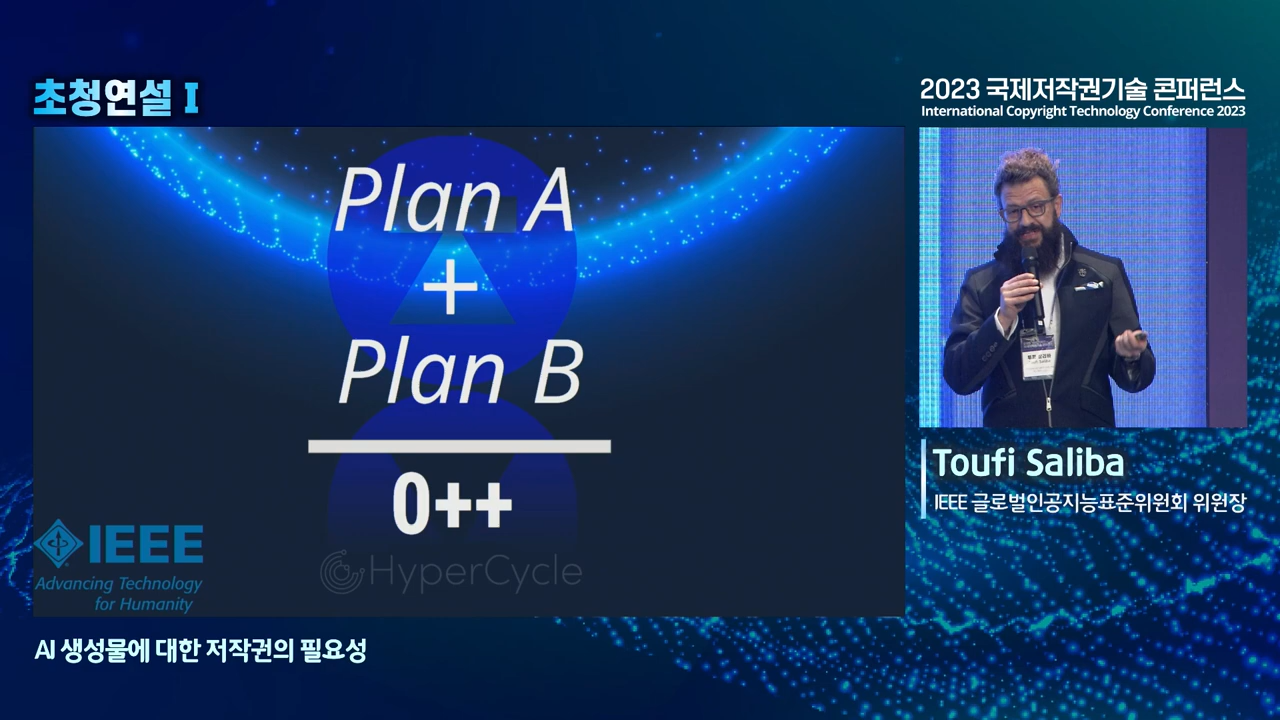 초청연설 I
2023 국제저작권기술 콘퍼런스
International Copyright Technology Conference 2023
Plan A
+
Plan B
0++
HyperCycle
IEEE
Advancing Technology
for Humanity
Toufi Saliba
IEEE 글로벌인공지능표준위원회 위원장
AI 생성물에 대한 저작권의 필요성